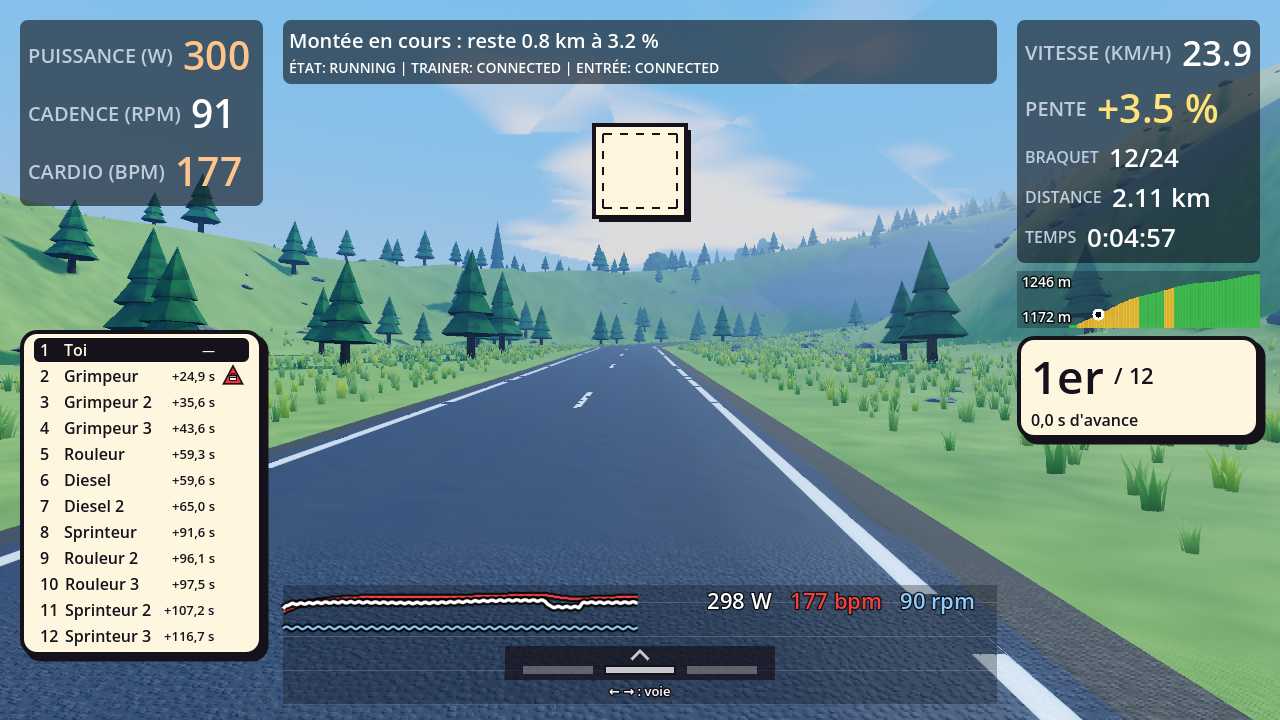 PUISSANCE (W) 300
CADENCE (RPM) 91
CARDIO (BPM) 177
Montée en cours : reste 0.8 km à 3.2 %
ÉTAT: RUNNING | TRAINER: CONNECTED | ENTRÉE: CONNECTED
VITESSE (KM/H) 23.9
PENTE +3.5 %
BRAQUET 12/24
DISTANCE 2.11 km
TEMPS 0:04:57
1246 m
1172 m
1er / 12
0,0 s d'avance
1 Toi —
2 Grimpeur +24,9 s
3 Grimpeur 2 +35,6 s
4 Grimpeur 3 +43,6 s
5 Rouleur +59,3 s
6 Diesel +59,6 s
7 Diesel 2 +65,0 s
8 Sprinteur +91,6 s
9 Rouleur 2 +96,1 s
10 Rouleur 3 +97,5 s
11 Sprinteur 2 +107,2 s
12 Sprinteur 3 +116,7 s
298 W 177 bpm 90 rpm
← → : voie